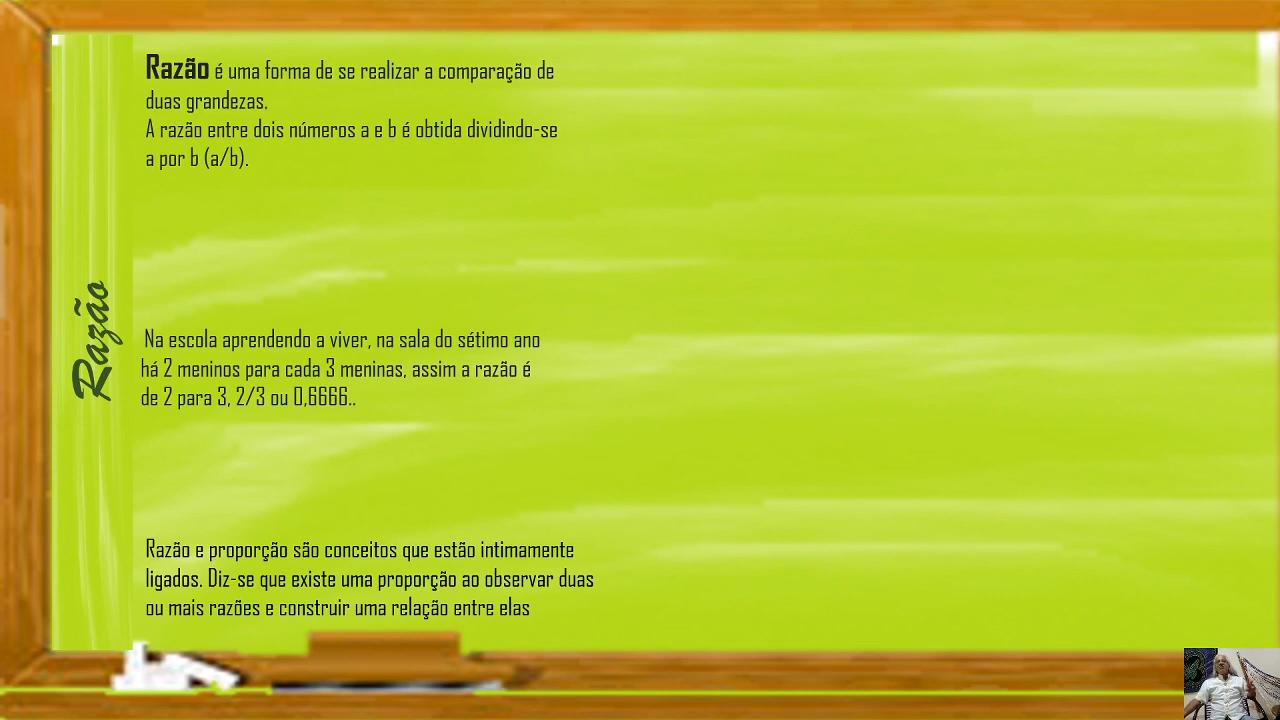 Razão
Razão é uma forma de se realizar a comparação de
duas grandezas.
A razão entre dois números a e b é obtida dividindo-se
a por b (a/b).
Na escola aprendendo a viver, na sala do sétimo ano
há 2 meninos para cada 3 meninas, assim a razão é
de 2 para 3, 2/3 ou 0,6666..
Razão e proporção são conceitos que estão intimamente
ligados. Diz-se que existe uma proporção ao observar duas
ou mais razões e construir uma relação entre elas